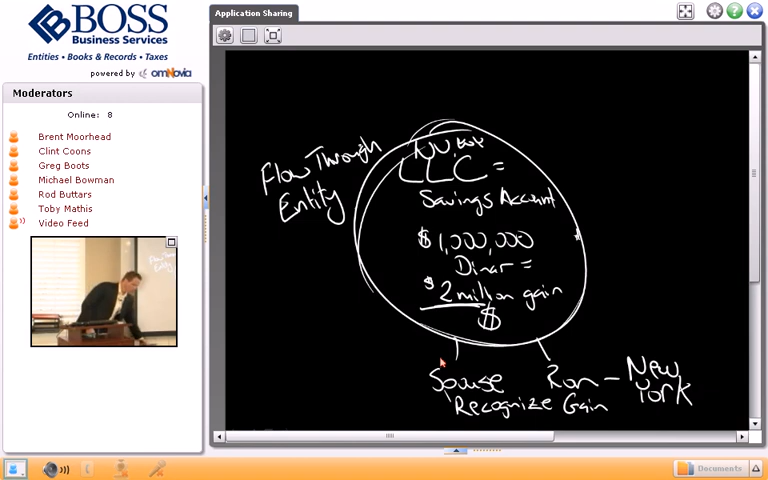 BOSS
Business Services
Entities • Books & Records • Taxes
powered by omNovia
Moderators
Online: 8
Brent Moorhead
Clint Coons
Greg Boots
Michael Bowman
Rod Buttars
Toby Mathis
Video Feed
Application Sharing
Flow Through
Entity
LLC =
Savings Account
$1,000,000
Dinar =
$2 million gain
$
Spouse Ron - New York
Recognize Gain
Documents